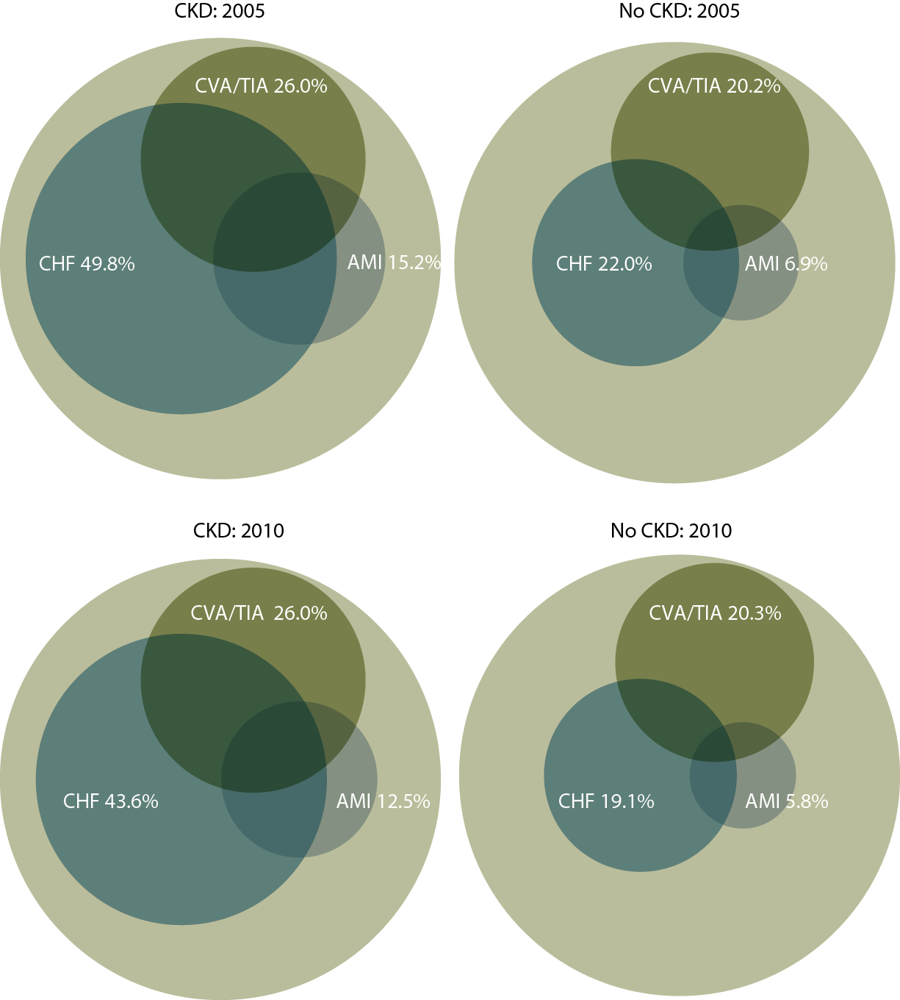 CKD: 2005
CVA/TIA 26.0%
CHF 49.8%
AMI 15.2%
No CKD: 2005
CVA/TIA 20.2%
CHF 22.0%
AMI 6.9%
CKD: 2010
CVA/TIA  26.0%
CHF 43.6%
AMI 12.5%
No CKD: 2010
CVA/TIA 20.3%
CHF 19.1%
AMI 5.8%